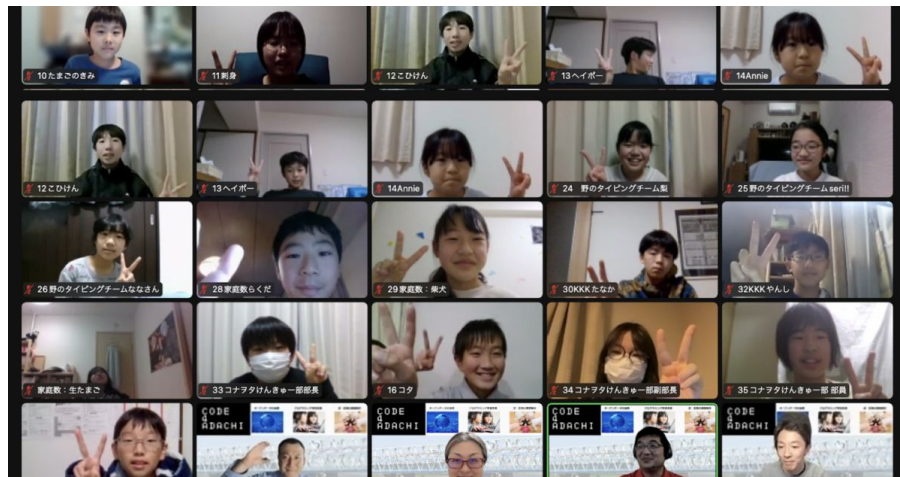 10たまごのきみ
11刺身
12こひけん
13ヘイボー
14Annie
12こひけん
13ヘイボー
14Annie
24 野のタイピングチーム梨
25野のタイピングチームseri!!
26野のタイピングチームななさん
28家庭数らくだ
29家庭数：柴犬
30KKKたなか
32KKKやんし
家庭数：生たまご
33コナヲタけんきゅー部部長
16コタ
34コナヲタけんきゅー部副部長
35コナヲタけんきゅー部 部員
CODE
4
ADACHI
CODE
4
ADACHI
CODE
4
ADACHI
CODE
4
ADACHI